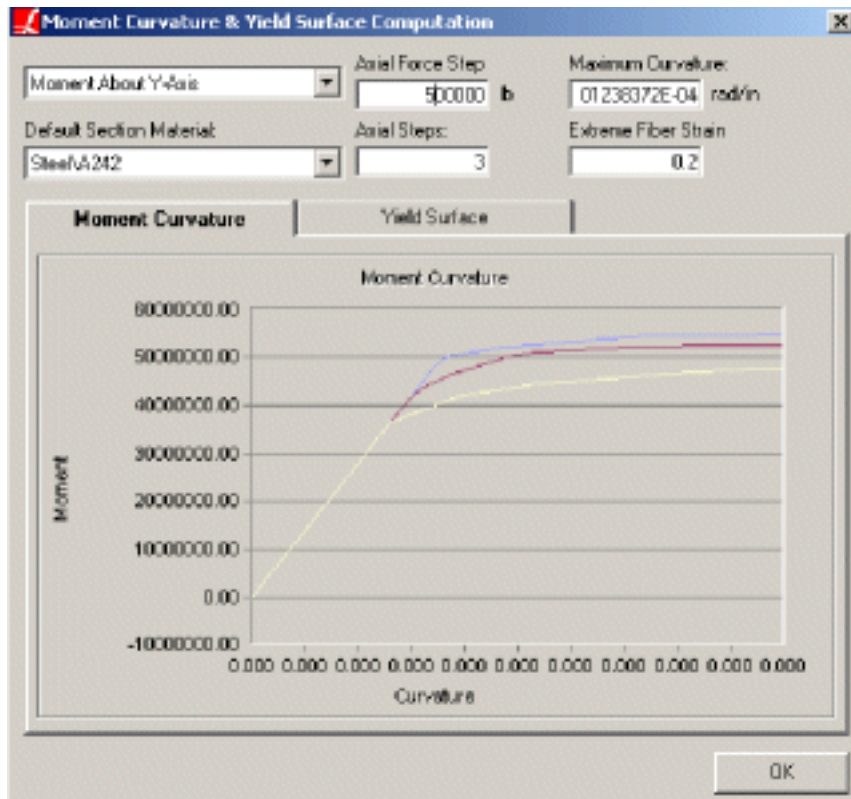 Moment Curvature & Yield Surface Computation
Moment About Y-Axis
Axial Force Step
500000 lb
Maximum Curvature:
01238372E-04 rad/in
Default Section Material:
Steel\A242
Axial Steps:
3
Extreme Fiber Strain
0.2
Moment Curvature
Yield Surface
Moment Curvature
60000000.00
50000000.00
40000000.00
30000000.00
20000000.00
10000000.00
0.00
-10000000.00
Moment
0.000 0.000 0.000 0.000 0.000 0.000 0.000 0.000 0.000 0.000 0.000
Curvature
OK